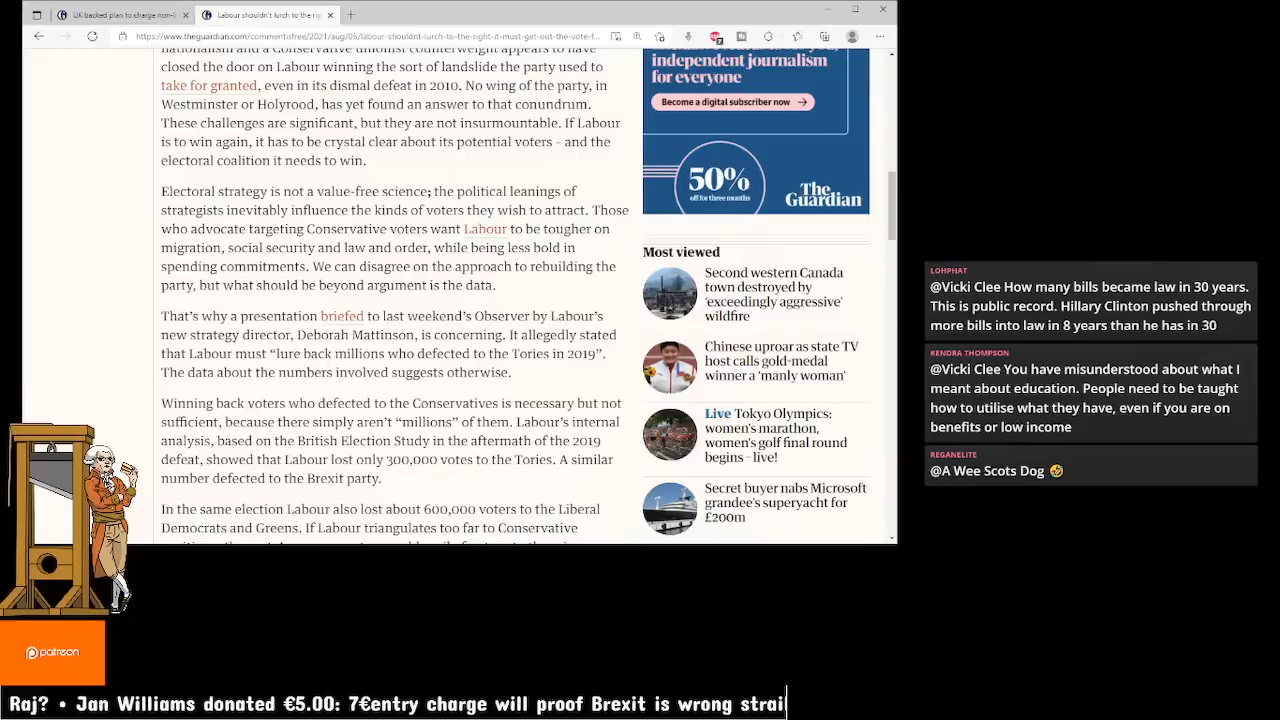 UK backed plan to charge non-E
Labour shouldn't lurch to the rig
https://www.theguardian.com/commentisfree/2021/aug/05/labour-shouldnt-lurch-to-the-right-it-must-get-out-the-vote-f...
nationalism and a Conservative unionist counterweight appears to have
closed the door on Labour winning the sort of landslide the party used to
take for granted, even in its dismal defeat in 2010. No wing of the party, in
Westminster or Holyrood, has yet found an answer to that conundrum.
These challenges are significant, but they are not insurmountable. If Labour
is to win again, it has to be crystal clear about its potential voters – and the
electoral coalition it needs to win.
Electoral strategy is not a value-free science; the political leanings of
strategists inevitably influence the kinds of voters they wish to attract. Those
who advocate targeting Conservative voters want Labour to be tougher on
migration, social security and law and order, while being less bold in
spending commitments. We can disagree on the approach to rebuilding the
party, but what should be beyond argument is the data.
That's why a presentation briefed to last weekend's Observer by Labour's
new strategy director, Deborah Mattinson, is concerning. It allegedly stated
that Labour must “lure back millions who defected to the Tories in 2019”.
The data about the numbers involved suggests otherwise.
Winning back voters who defected to the Conservatives is necessary but not
sufficient, because there simply aren't “millions” of them. Labour's internal
analysis, based on the British Election Study in the aftermath of the 2019
defeat, showed that Labour lost only 300,000 votes to the Tories. A similar
number defected to the Brexit party.
In the same election Labour also lost about 600,000 voters to the Liberal
Democrats and Greens. If Labour triangulates too far to Conservative
independent journalism
for everyone
Become a digital subscriber now
50%
off for three months
The
Guardian
Most viewed
Second western Canada
town destroyed by
‘exceedingly aggressive’
wildfire
Chinese uproar as state TV
host calls gold-medal
winner a ‘manly woman’
Live Tokyo Olympics:
women's marathon,
women's golf final round
begins – live!
Secret buyer nabs Microsoft
grandee's superyacht for
£200m
LOHPHAT
@Vicki Clee How many bills became law in 30 years.
This is public record. Hillary Clinton pushed through
more bills into law in 8 years than he has in 30
KENDRA THOMPSON
@Vicki Clee You have misunderstood about what I
meant about education. People need to be taught
how to utilise what they have, even if you are on
benefits or low income
REGANELITE
@A Wee Scots Dog 🤣
patreon
Raj? • Jan Williams donated €5.00: 7€entry charge will proof Brexit is wrong strai